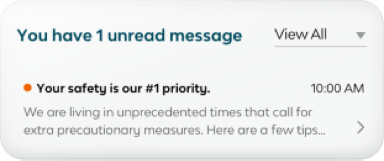 You have 1 unread message View All
Your safety is our #1 priority. 10:00 AM
We are living in unprecedented times that call for
extra precautionary measures. Here are a few tips...